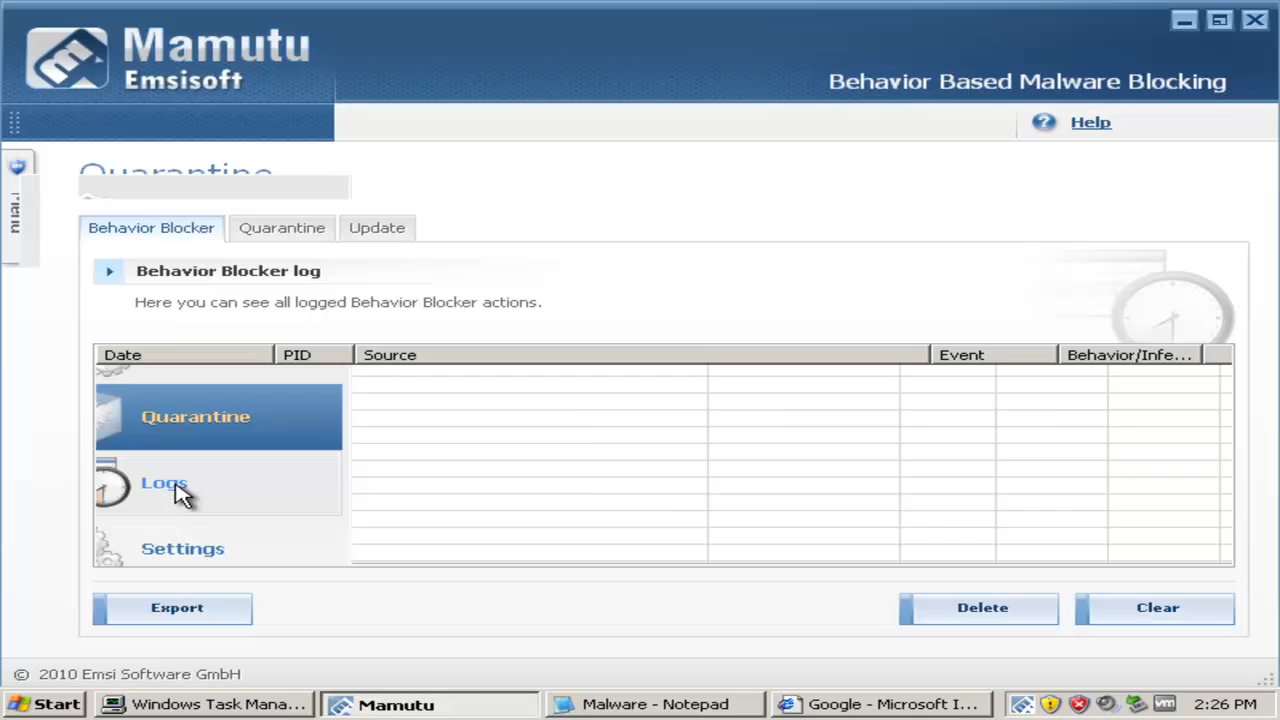 Mamutu
Emsisoft
Behavior Based Malware Blocking
Help
Quarantine
Behavior Blocker Quarantine Update
Behavior Blocker log
Here you can see all logged Behavior Blocker actions.
Date PID Source Event Behavior/Infe...
Quarantine
Logs
Settings
Export Delete Clear
© 2010 Emsi Software GmbH
Start Windows Task Mana... Mamutu Malware - Notepad Google - Microsoft I... vm 2:26 PM